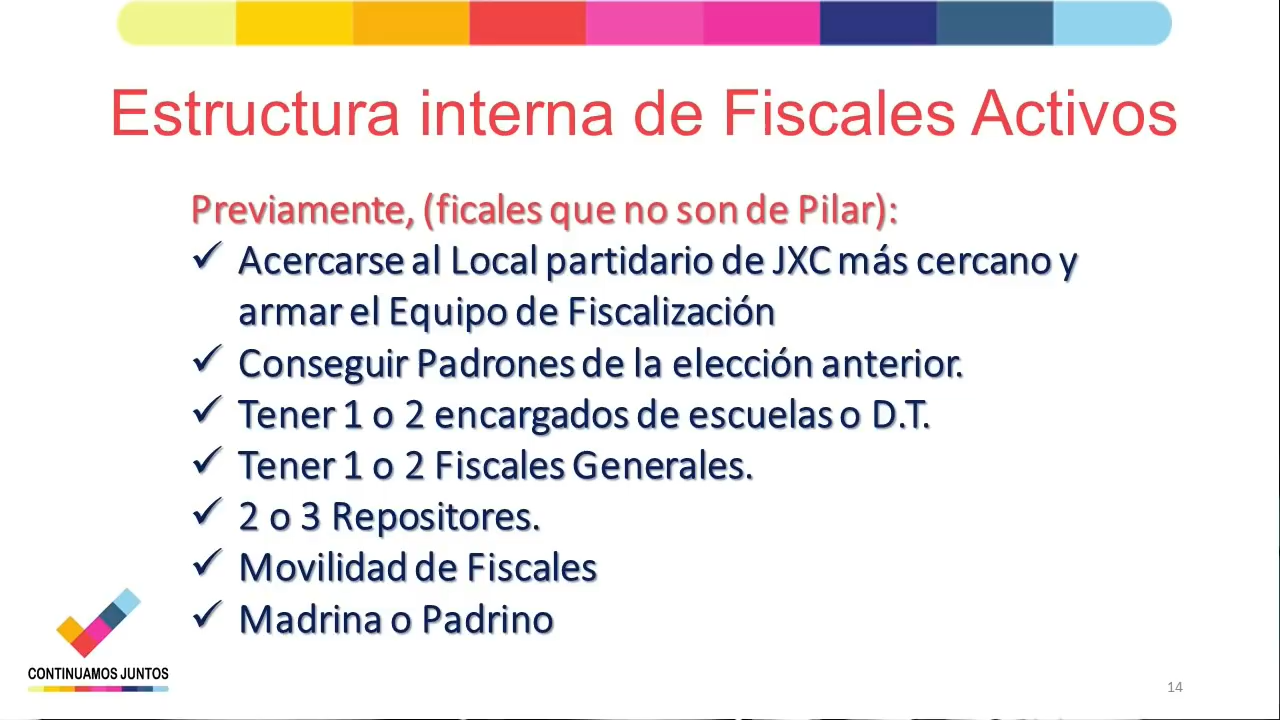 Estructura interna de Fiscales Activos
Previamente, (ficales que no son de Pilar):
✓ Acercarse al Local partidario de JXC más cercano y
armar el Equipo de Fiscalización
✓ Conseguir Padrones de la elección anterior.
✓ Tener 1 o 2 encargados de escuelas o D.T.
✓ Tener 1 o 2 Fiscales Generales.
✓ 2 o 3 Repositores.
✓ Movilidad de Fiscales
✓ Madrina o Padrino
CONTINUAMOS JUNTOS
14